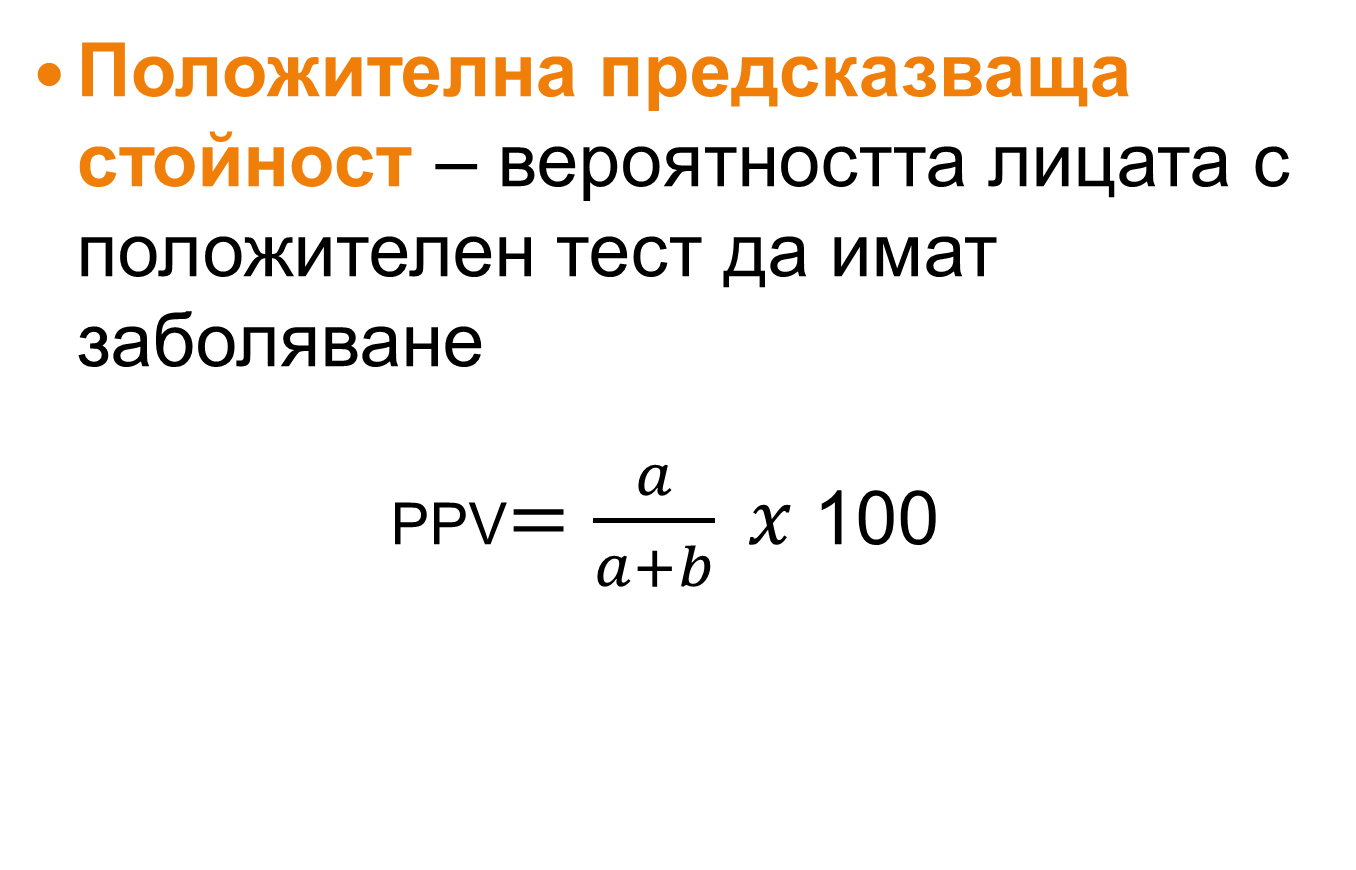 • Положителна предсказваща
стойност – вероятността лицата с
положителен тест да имат
заболяване
PPV= a/(a+b) x 100